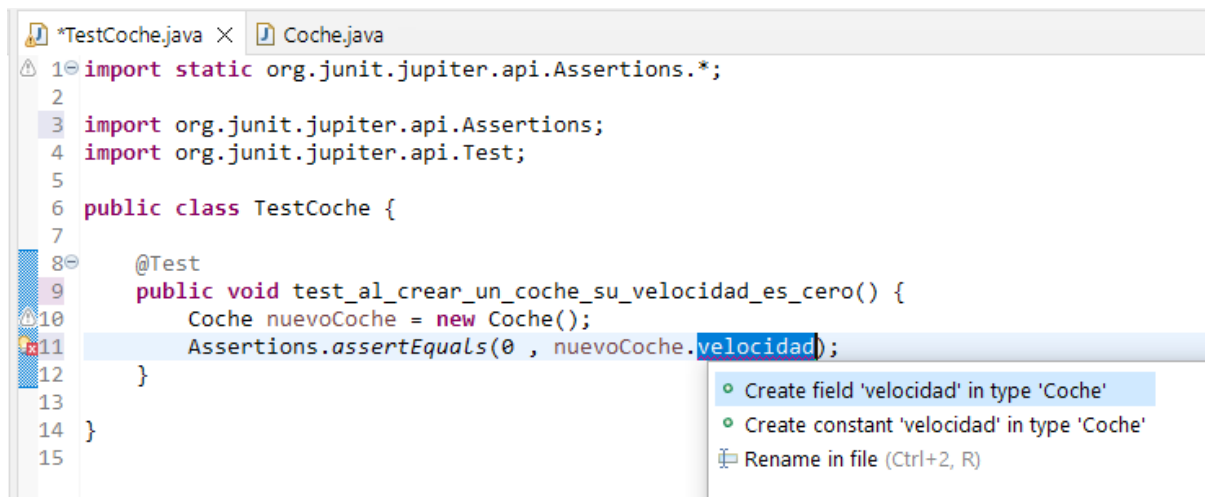 *TestCoche.java Coche.java
1 import static org.junit.jupiter.api.Assertions.*;
2
3 import org.junit.jupiter.api.Assertions;
4 import org.junit.jupiter.api.Test;
5
6 public class TestCoche {
7
8 @Test
9 public void test_al_crear_un_coche_su_velocidad_es_cero() {
10 Coche nuevoCoche = new Coche();
11 Assertions.assertEquals(0 , nuevoCoche.velocidad);
12 }
13
14 }
15
Create field 'velocidad' in type 'Coche'
Create constant 'velocidad' in type 'Coche'
Rename in file (Ctrl+2, R)